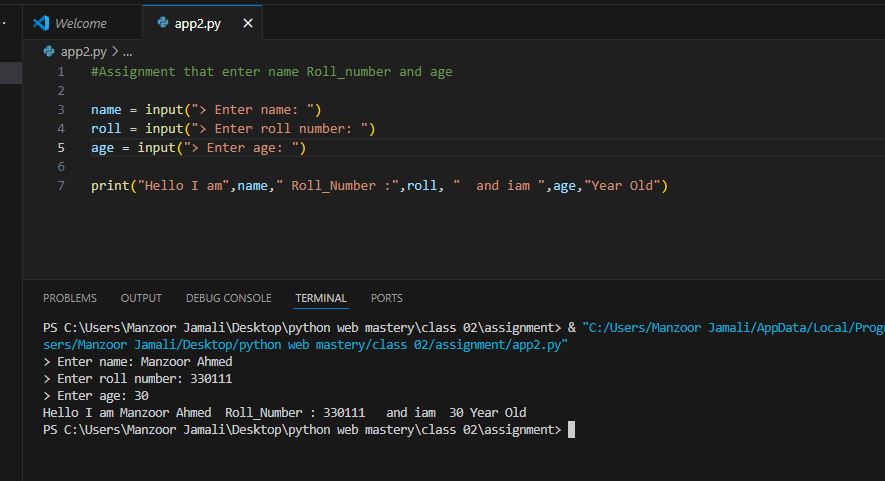 Welcome
app2.py
app2.py > ...
1 #Assignment that enter name Roll_number and age
2
3 name = input("> Enter name: ")
4 roll = input("> Enter roll number: ")
5 age = input("> Enter age: ")
6
7 print("Hello I am",name," Roll_Number :",roll, "  and iam ",age,"Year Old")
PROBLEMS OUTPUT DEBUG CONSOLE TERMINAL PORTS
PS C:\Users\Manzoor Jamali\Desktop\python web mastery\class 02\assignment> & "C:/Users/Manzoor Jamali/AppData/Local/Progr
sers/Manzoor Jamali/Desktop/python web mastery/class 02/assignment/app2.py"
> Enter name: Manzoor Ahmed
> Enter roll number: 330111
> Enter age: 30
Hello I am Manzoor Ahmed  Roll_Number : 330111   and iam  30 Year Old
PS C:\Users\Manzoor Jamali\Desktop\python web mastery\class 02\assignment>